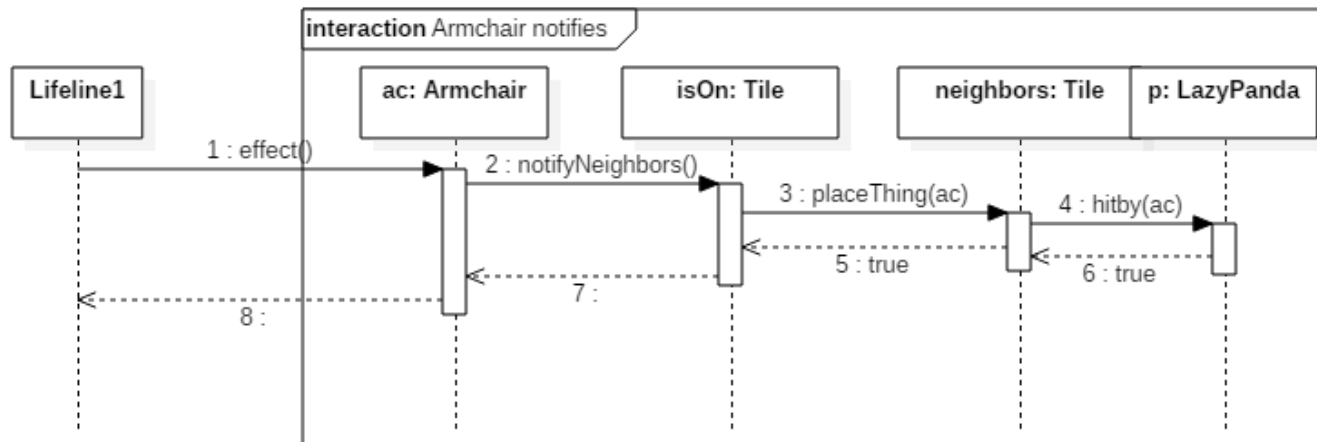 interaction Armchair notifies
Lifeline1
ac: Armchair
isOn: Tile
neighbors: Tile
p: LazyPanda
1 : effect()
2 : notifyNeighbors()
3 : placeThing(ac)
4 : hitby(ac)
5 : true
6 : true
7 :
8 :